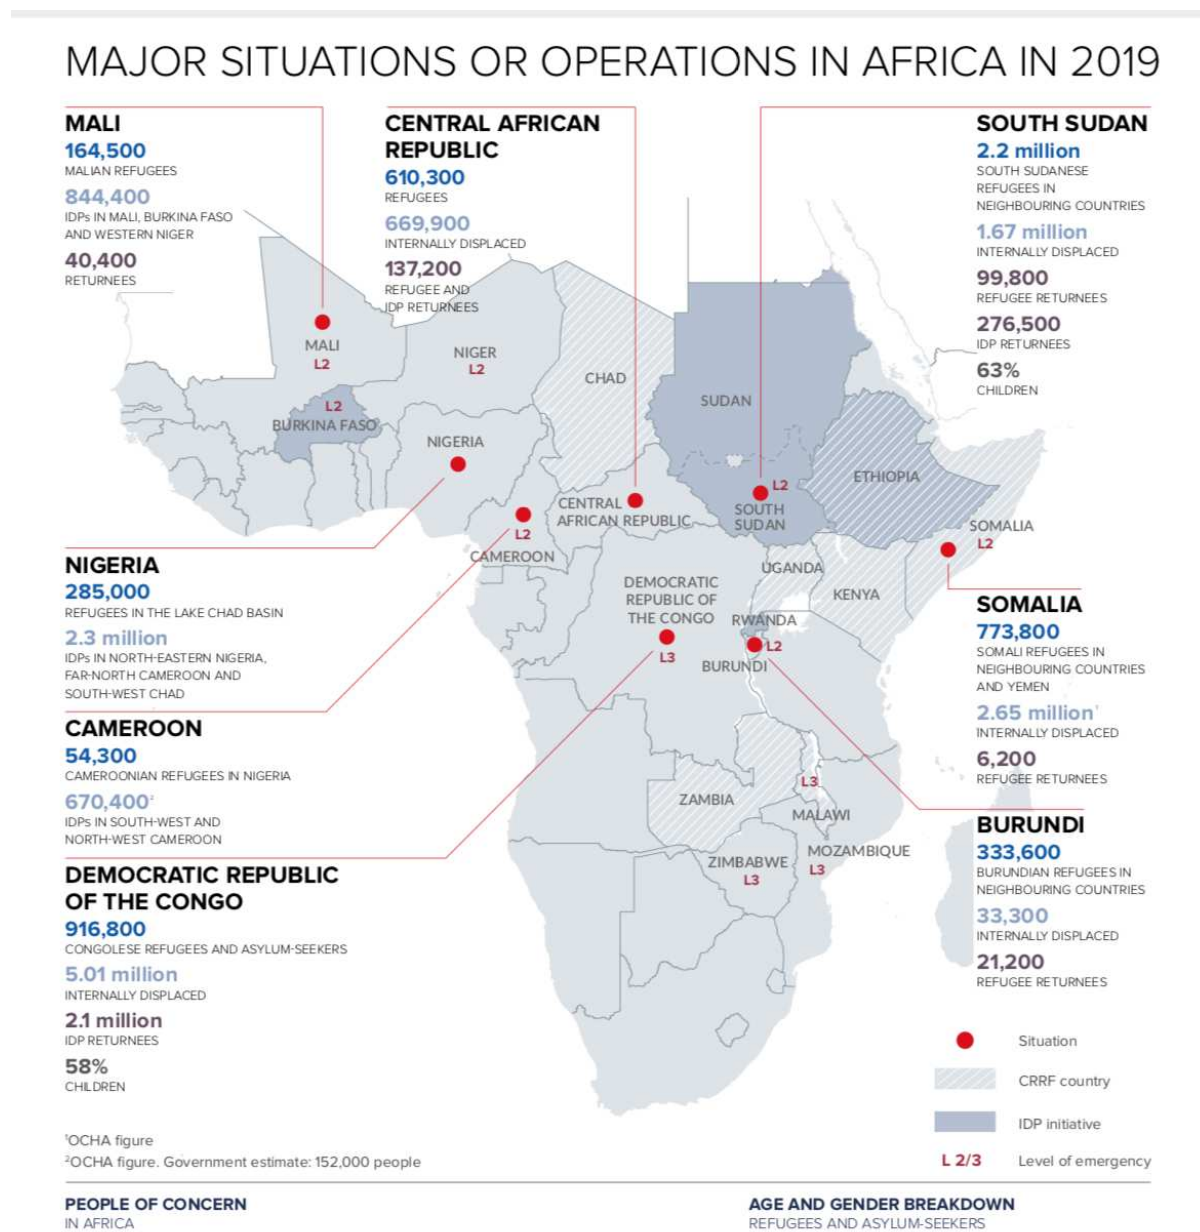 MAJOR SITUATIONS OR OPERATIONS IN AFRICA IN 2019
MALI
164,500
MALIAN REFUGEES
844,400
IDPs IN MALI, BURKINA FASO
AND WESTERN NIGER
40,400
RETURNEES
CENTRAL AFRICAN
REPUBLIC
610,300
REFUGEES
669,900
INTERNALLY DISPLACED
137,200
REFUGEE AND
IDP RETURNEES
SOUTH SUDAN
2.2 million
SOUTH SUDANESE
REFUGEES IN
NEIGHBOURING COUNTRIES
1.67 million
INTERNALLY DISPLACED
99,800
REFUGEE RETURNEES
276,500
IDP RETURNEES
63%
CHILDREN
MALI
L2
NIGER
L2
CHAD
SUDAN
L2
BURKINA FASO
NIGERIA
ETHIOPIA
L2
SOUTH
SUDAN
CENTRAL
AFRICAN REPUBLIC
L2
CAMEROON
SOMALIA
L2
UGANDA
KENYA
DEMOCRATIC
REPUBLIC OF
THE CONGO
L3
RWANDA
L2
BURUNDI
ZAMBIA
L3
MALAWI
MOZAMBIQUE
L3
ZIMBABWE
L3
NIGERIA
285,000
REFUGEES IN THE LAKE CHAD BASIN
2.3 million
IDPs IN NORTH-EASTERN NIGERIA,
FAR-NORTH CAMEROON AND
SOUTH-WEST CHAD
CAMEROON
54,300
CAMEROONIAN REFUGEES IN NIGERIA
670,400²
IDPs IN SOUTH-WEST AND
NORTH-WEST CAMEROON
DEMOCRATIC REPUBLIC
OF THE CONGO
916,800
CONGOLESE REFUGEES AND ASYLUM-SEEKERS
5.01 million
INTERNALLY DISPLACED
2.1 million
IDP RETURNEES
58%
CHILDREN
SOMALIA
773,800
SOMALI REFUGEES IN
NEIGHBOURING COUNTRIES
AND YEMEN
2.65 million¹
INTERNALLY DISPLACED
6,200
REFUGEE RETURNEES
BURUNDI
333,600
BURUNDIAN REFUGEES IN
NEIGHBOURING COUNTRIES
33,300
INTERNALLY DISPLACED
21,200
REFUGEE RETURNEES
Situation
CRRF country
IDP initiative
L 2/3 Level of emergency
¹OCHA figure
²OCHA figure. Government estimate: 152,000 people
PEOPLE OF CONCERN
IN AFRICA
AGE AND GENDER BREAKDOWN
REFUGEES AND ASYLUM-SEEKERS